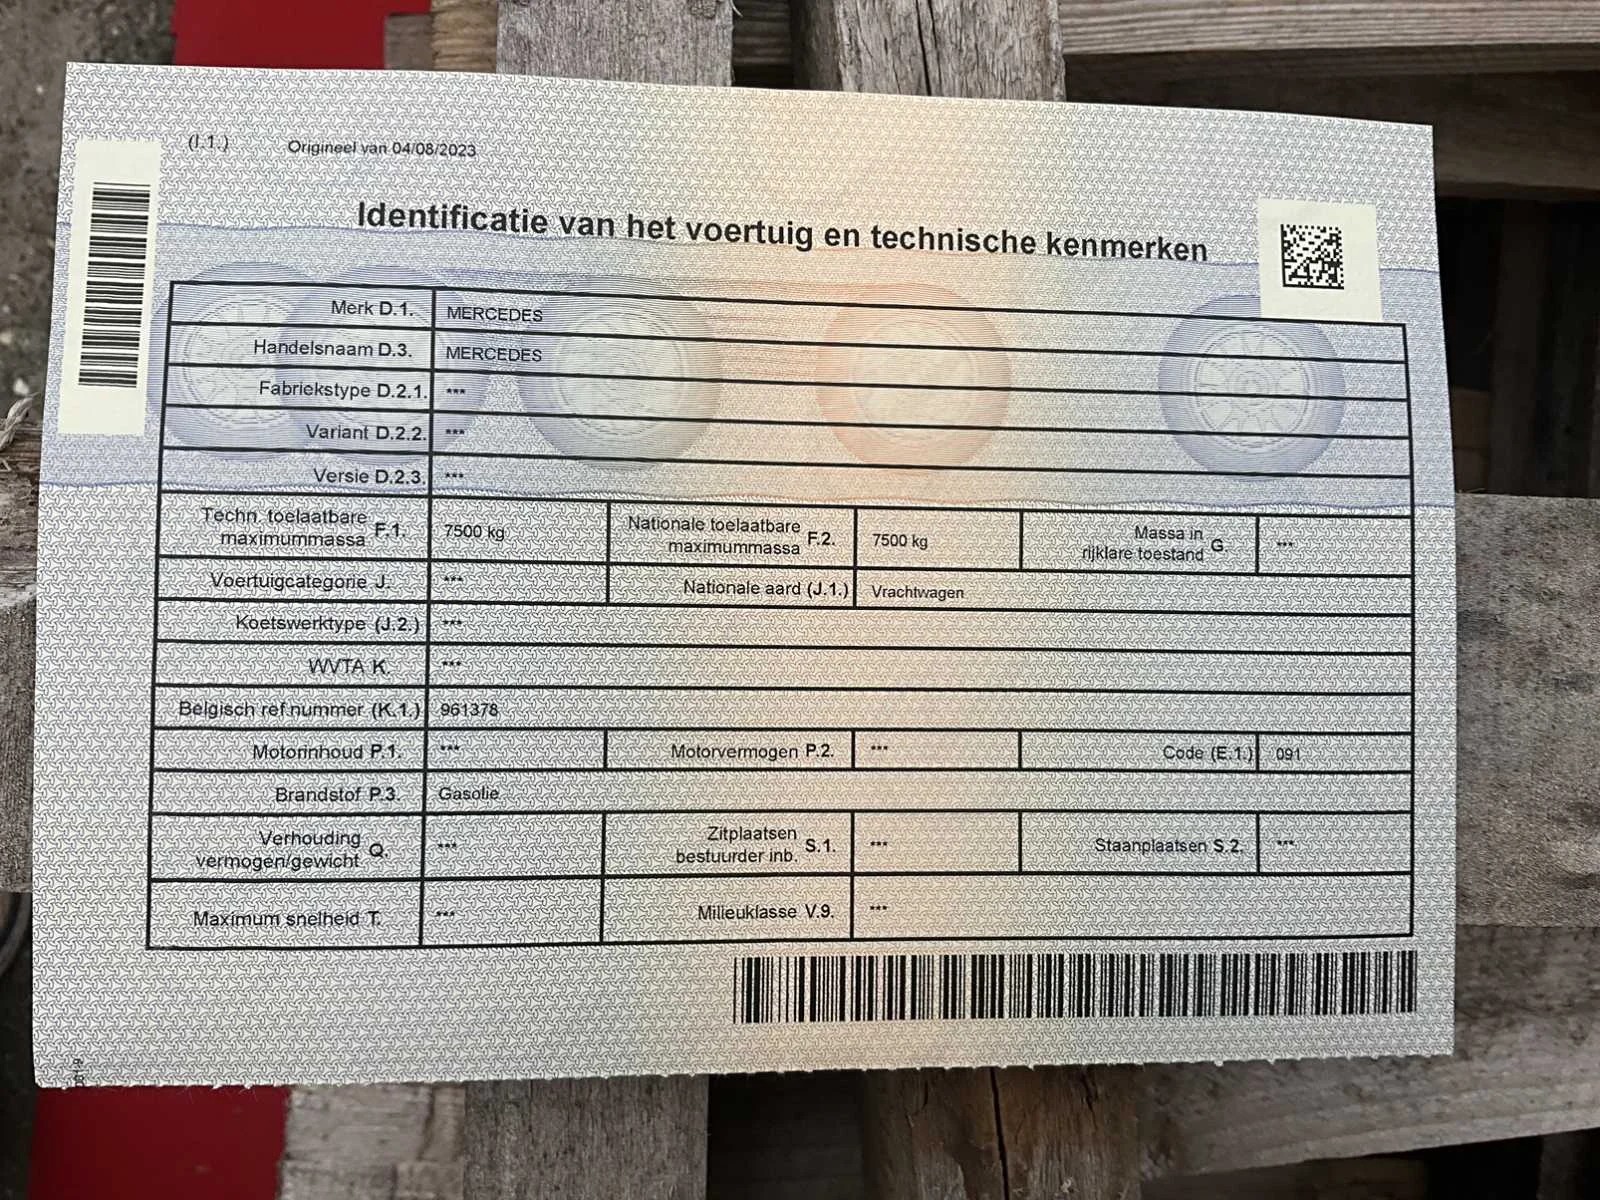 (I.1.) Origineel van 04/08/2023
Identificatie van het voertuig en technische kenmerken
Merk D.1. MERCEDES
Handelsnaam D.3. MERCEDES
Fabriekstype D.2.1. ***
Variant D.2.2. ***
Versie D.2.3. ***
Techn. toelaatbare maximummassa F.1. 7500 kg Nationale toelaatbare maximummassa F.2. 7500 kg Massa in rijklare toestand G. ***
Voertuigcategorie J. *** Nationale aard (J.1.) Vrachtwagen
Koetswerktype (J.2.) ***
WVTA K. ***
Belgisch ref.nummer (K.1.) 961378
Motorinhoud P.1. *** Motorvermogen P.2. *** Code (E.1.) 091
Brandstof P.3. Gasolie
Verhouding vermogen/gewicht Q. *** Zitplaatsen bestuurder inb. S.1. *** Staanplaatsen S.2. ***
Maximum snelheid T. *** Milieuklasse V.9. ***